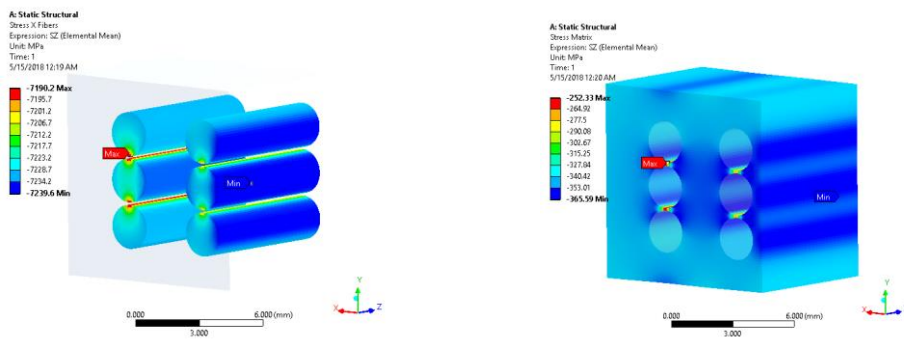 A: Static Structural
Stress X Fibers
Expression: SZ (Elemental Mean)
Unit: MPa
Time: 1
5/15/2018 12:19 AM
-7190.2 Max
-7195.7
-7201.2
-7206.7
-7212.2
-7217.7
-7223.2
-7228.7
-7234.2
-7239.6 Min
Max
Min
0.000
6.000 (mm)
3.000
Y
X
Z
A: Static Structural
Stress Matrix
Expression: SZ (Elemental Mean)
Unit: MPa
Time: 1
5/15/2018 12:20 AM
-252.33 Max
-264.92
-277.5
-290.08
-302.67
-315.25
-327.84
-340.42
-353.01
-365.59 Min
Max
Min
0.000
6.000 (mm)
3.000
Y
X
Z